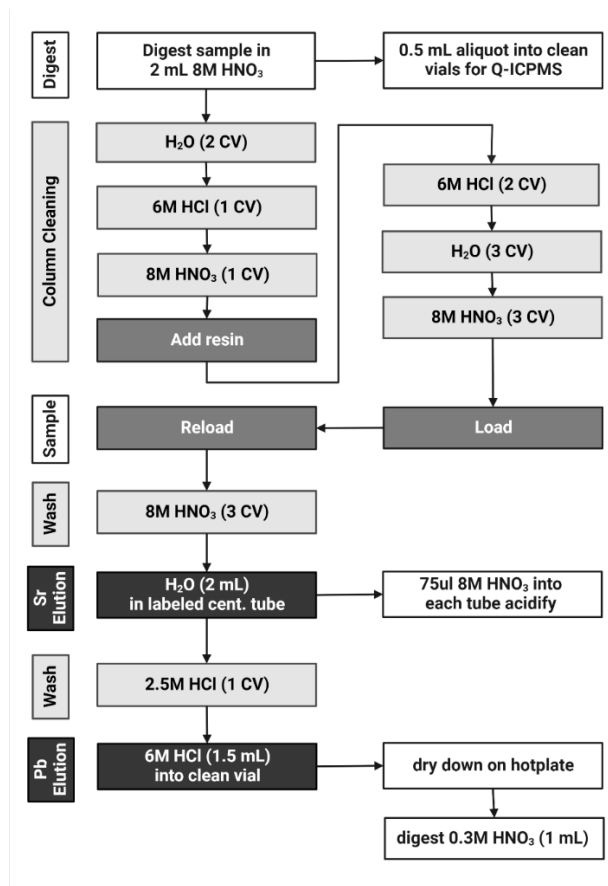 Digest
Digest sample in
2 mL 8M HNO₃
0.5 mL aliquot into clean
vials for Q-ICPMS
Column Cleaning
H₂O (2 CV)
6M HCl (1 CV)
8M HNO₃ (1 CV)
Add resin
6M HCl (2 CV)
H₂O (3 CV)
8M HNO₃ (3 CV)
Sample
Reload
Load
Wash
8M HNO₃ (3 CV)
Sr
Elution
H₂O (2 mL)
in labeled cent. tube
75ul 8M HNO₃ into
each tube acidify
Wash
2.5M HCl (1 CV)
Pb
Elution
6M HCl (1.5 mL)
into clean vial
dry down on hotplate
digest 0.3M HNO₃ (1 mL)